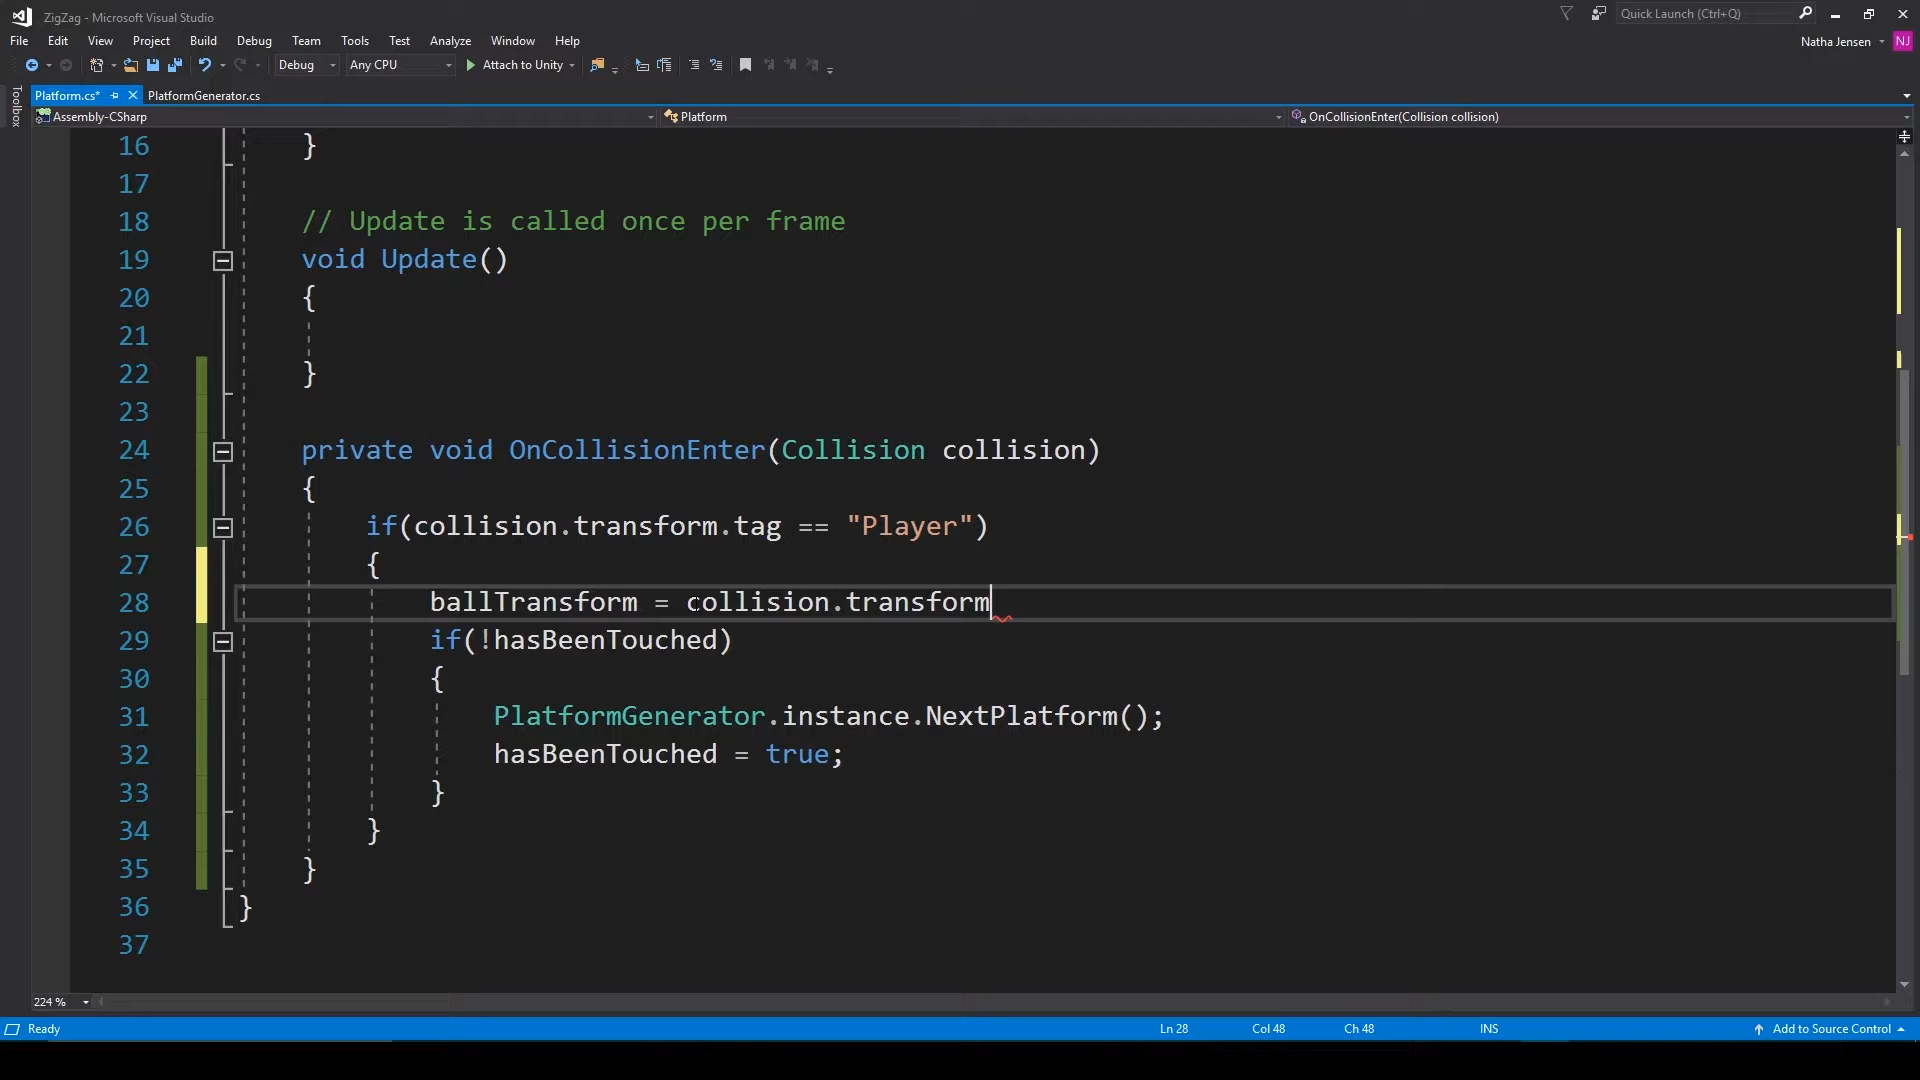 ZigZag - Microsoft Visual Studio
Quick Launch (Ctrl+Q)
File Edit View Project Build Debug Team Tools Test Analyze Window Help
Natha Jensen NJ
Debug Any CPU Attach to Unity
Toolbox
Platform.cs* PlatformGenerator.cs
Assembly-CSharp Platform OnCollisionEnter(Collision collision)
16 }
17
18 // Update is called once per frame
19 void Update()
20 {
21
22 }
23
24 private void OnCollisionEnter(Collision collision)
25 {
26 if(collision.transform.tag == "Player")
27 {
28 ballTransform = collision.transform
29 if(!hasBeenTouched)
30 {
31 PlatformGenerator.instance.NextPlatform();
32 hasBeenTouched = true;
33 }
34 }
35 }
36 }
37
224 %
Ready Ln 28 Col 48 Ch 48 INS Add to Source Control